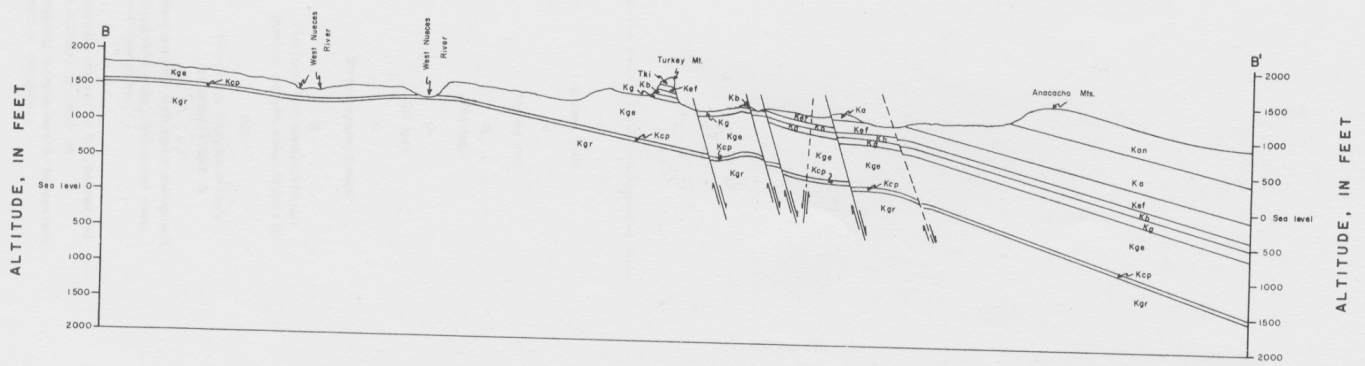 B
2000
1500
1000
500
Sea level 0
500
1000
1500
2000
ALTITUDE, IN FEET
West Nueces
River
West Nueces
River
Turkey Mt.
Tki
Kb
Kg
Kef
Kge
Kcp
Kgr
Kge
Kcp
Kgr
Kg
Kb
Kge
Kcp
Kgr
Kef
Ka
Kge
Kcp
Kef
Kb
Kg
Kge
Kcp
Kgr
Anacacho Mts.
Kan
Ka
Kef
Kb
Kg
Kge
Kcp
Kgr
B'
2000
1500
1000
500
0 Sea level
500
1000
1500
2000
ALTITUDE, IN FEET